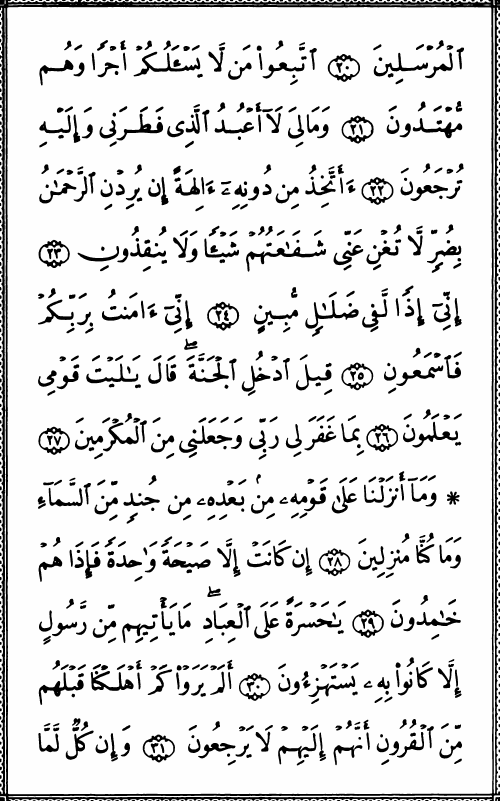 ٱلۡمُرۡسَلِينَ ٢٠ ٱتَّبِعُواْ مَن لَّا يَسۡـَٔلُكُمۡ أَجۡرٗا وَهُم
مُّهۡتَدُونَ ٢١ وَمَالِيَ لَآ أَعۡبُدُ ٱلَّذِي فَطَرَنِي وَإِلَيۡهِ
تُرۡجَعُونَ ٢٢ ءَأَتَّخِذُ مِن دُونِهِۦٓ ءَالِهَةً إِن يُرِدۡنِ ٱلرَّحۡمَٰنُ
بِضُرّٖ لَّا تُغۡنِ عَنِّي شَفَٰعَتُهُمۡ شَيۡـٔٗا وَلَا يُنقِذُونِ ٢٣
إِنِّيٓ إِذٗا لَّفِي ضَلَٰلٖ مُّبِينٍ ٢٤ إِنِّيٓ ءَامَنتُ بِرَبِّكُمۡ
فَٱسۡمَعُونِ ٢٥ قِيلَ ٱدۡخُلِ ٱلۡجَنَّةَۖ قَالَ يَٰلَيۡتَ قَوۡمِي
يَعۡلَمُونَ ٢٦ بِمَا غَفَرَ لِي رَبِّي وَجَعَلَنِي مِنَ ٱلۡمُكۡرَمِينَ ٢٧
* وَمَآ أَنزَلۡنَا عَلَىٰ قَوۡمِهِۦ مِنۢ بَعۡدِهِۦ مِن جُندٖ مِّنَ ٱلسَّمَآءِ
وَمَا كُنَّا مُنزِلِينَ ٢٨ إِن كَانَتۡ إِلَّا صَيۡحَةٗ وَٰحِدَةٗ فَإِذَا هُمۡ
خَٰمِدُونَ ٢٩ يَٰحَسۡرَةً عَلَى ٱلۡعِبَادِۖ مَا يَأۡتِيهِم مِّن رَّسُولٍ
إِلَّا كَانُواْ بِهِۦ يَسۡتَهۡزِءُونَ ٣٠ أَلَمۡ يَرَوۡاْ كَمۡ أَهۡلَكۡنَا قَبۡلَهُم
مِّنَ ٱلۡقُرُونِ أَنَّهُمۡ إِلَيۡهِمۡ لَا يَرۡجِعُونَ ٣١ وَإِن كُلّٞ لَّمَّا